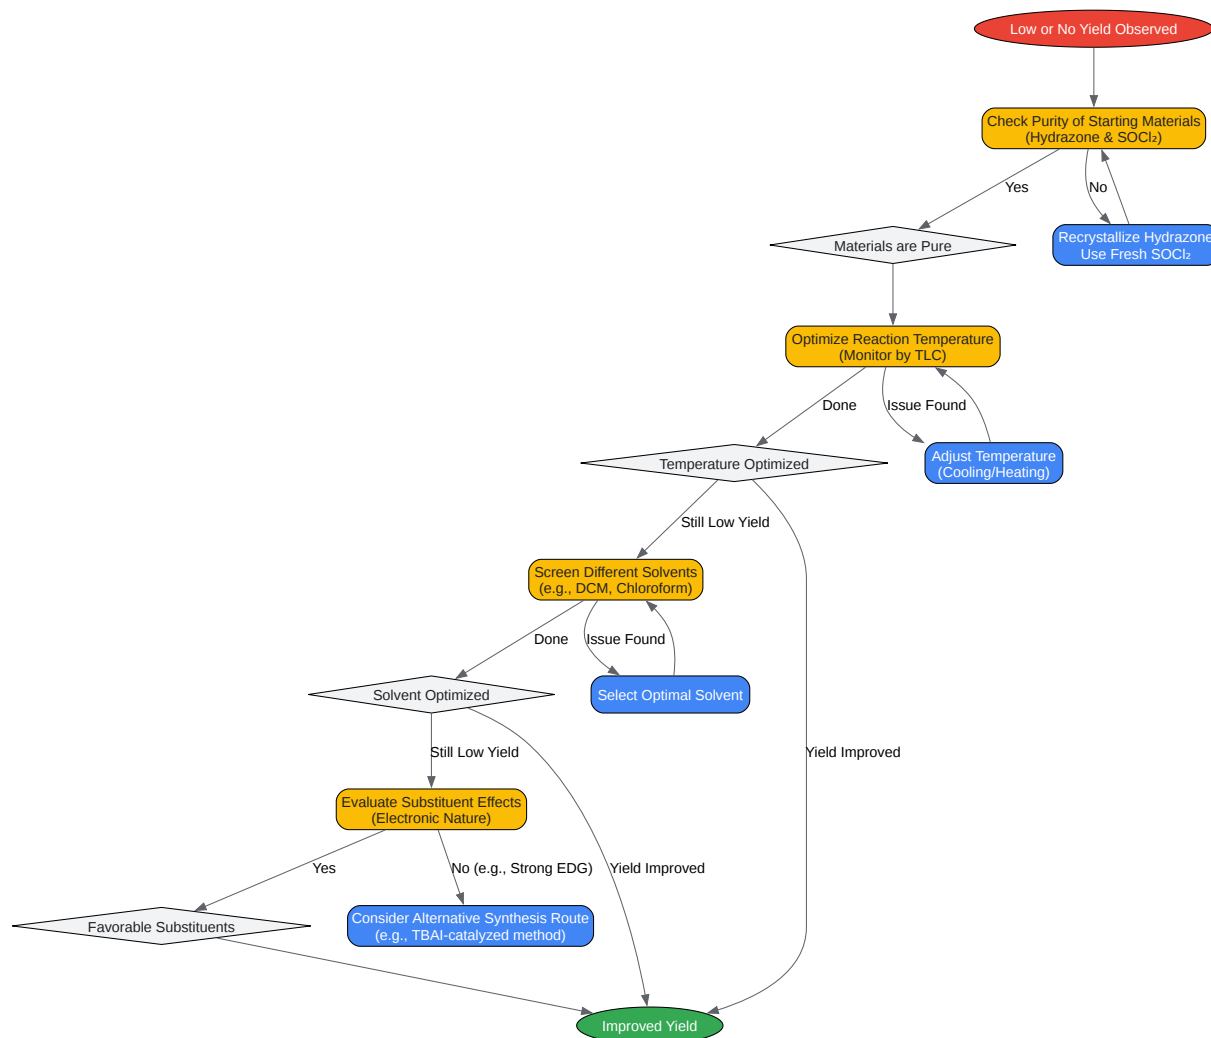 Low or No Yield Observed
Check Purity of Starting Materials
(Hydrazone & SOCl₂)
Yes
No
Recrystallize Hydrazone
Use Fresh SOCl₂
Materials are Pure
Optimize Reaction Temperature
(Monitor by TLC)
Done
Issue Found
Adjust Temperature
(Cooling/Heating)
Temperature Optimized
Still Low Yield
Screen Different Solvents
(e.g., DCM, Chloroform)
Done
Issue Found
Select Optimal Solvent
Solvent Optimized
Still Low Yield
Yield Improved
Evaluate Substituent Effects
(Electronic Nature)
Yes
No (e.g., Strong EDG)
Yield Improved
Favorable Substituents
Consider Alternative Synthesis Route
(e.g., TBAI-catalyzed method)
Improved Yield